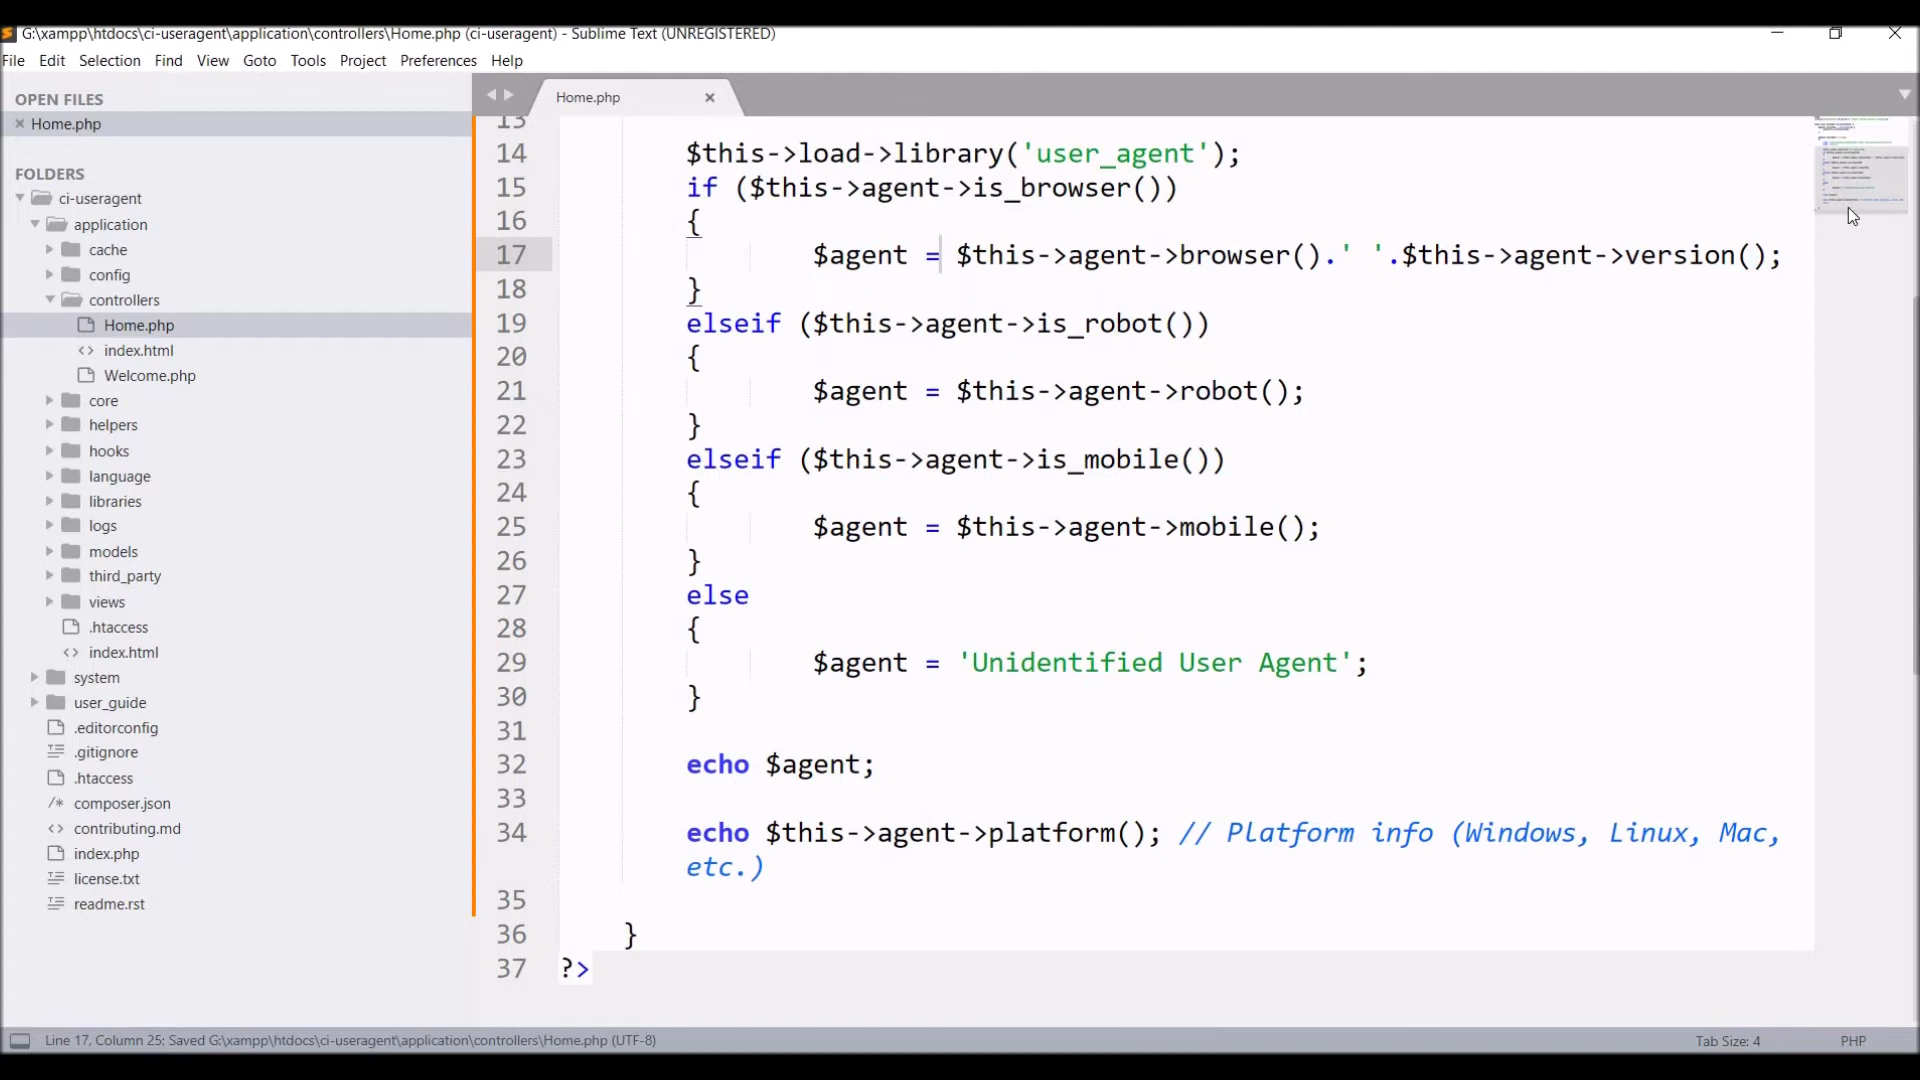 G:\xampp\htdocs\ci-useragent\application\controllers\Home.php (ci-useragent) - Sublime Text (UNREGISTERED)
File Edit Selection Find View Goto Tools Project Preferences Help
OPEN FILES
Home.php
FOLDERS
ci-useragent
application
cache
config
controllers
Home.php
index.html
Welcome.php
core
helpers
hooks
language
libraries
logs
models
third_party
views
.htaccess
index.html
system
user_guide
.editorconfig
.gitignore
.htaccess
composer.json
contributing.md
index.php
license.txt
readme.rst
Home.php
13
14 $this->load->library('user_agent');
15 if ($this->agent->is_browser())
16 {
17 $agent = $this->agent->browser().' '.$this->agent->version();
18 }
19 elseif ($this->agent->is_robot())
20 {
21 $agent = $this->agent->robot();
22 }
23 elseif ($this->agent->is_mobile())
24 {
25 $agent = $this->agent->mobile();
26 }
27 else
28 {
29 $agent = 'Unidentified User Agent';
30 }
31
32 echo $agent;
33
34 echo $this->agent->platform(); // Platform info (Windows, Linux, Mac,
etc.)
35
36 }
37 ?>
Line 17, Column 25; Saved G:\xampp\htdocs\ci-useragent\application\controllers\Home.php (UTF-8)
Tab Size: 4
PHP